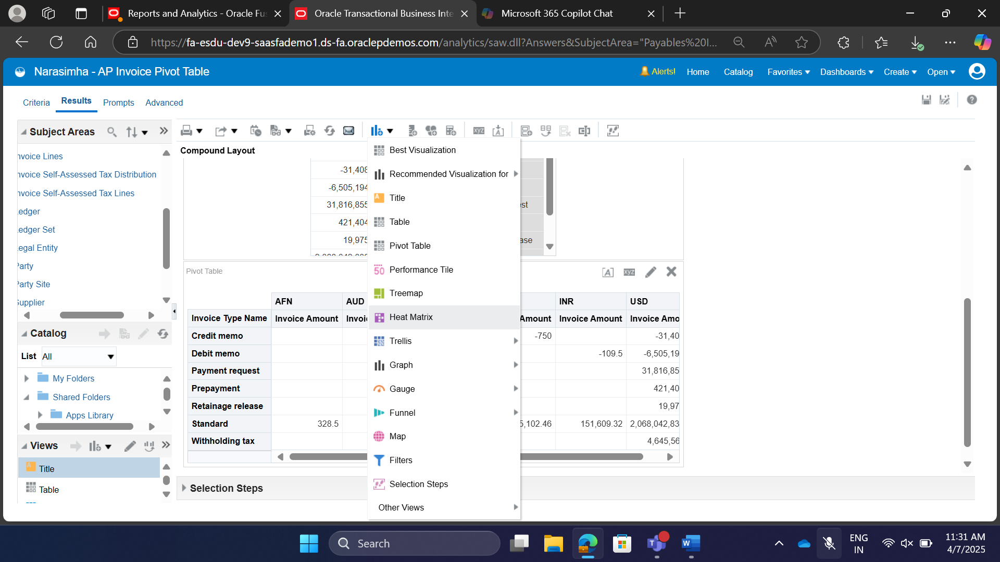 Reports and Analytics - Oracle Fus
Oracle Transactional Business Inte
Microsoft 365 Copilot Chat
https://fa-esdu-dev9-saasfademo1.ds-fa.oraclepdemos.com/analytics/saw.dll?Answers&SubjectArea="Payables%20I...
Narasimha - AP Invoice Pivot Table
Alerts!
Home
Catalog
Favorites
Dashboards
Create
Open
Criteria
Results
Prompts
Advanced
Subject Areas
nvoice Lines
nvoice Self-Assessed Tax Distribution
nvoice Self-Assessed Tax Lines
edger
edger Set
egal Entity
Party
Party Site
Supplier
Catalog
List All
My Folders
Shared Folders
Apps Library
Views
Title
Table
Compound Layout
-31,408
-6,505,194
31,816,855
421,404
19,975
est
ase
Best Visualization
Recommended Visualization for
Title
Table
Pivot Table
Performance Tile
Treemap
Heat Matrix
Trellis
Graph
Gauge
Funnel
Map
Filters
Selection Steps
Other Views
Pivot Table
AFN AUD INR USD
Invoice Type Name Invoice Amount Invoi Amount Invoice Amount Invoice Amo
Credit memo -750 -31,40
Debit memo -109.5 -6,505,19
Payment request 31,816,85
Prepayment 421,40
Retainage release 19,97
Standard 328.5 5,102.46 151,609.32 2,068,042,83
Withholding tax 4,645,56
Selection Steps
Search
ENG
IN
11:31 AM
4/7/2025